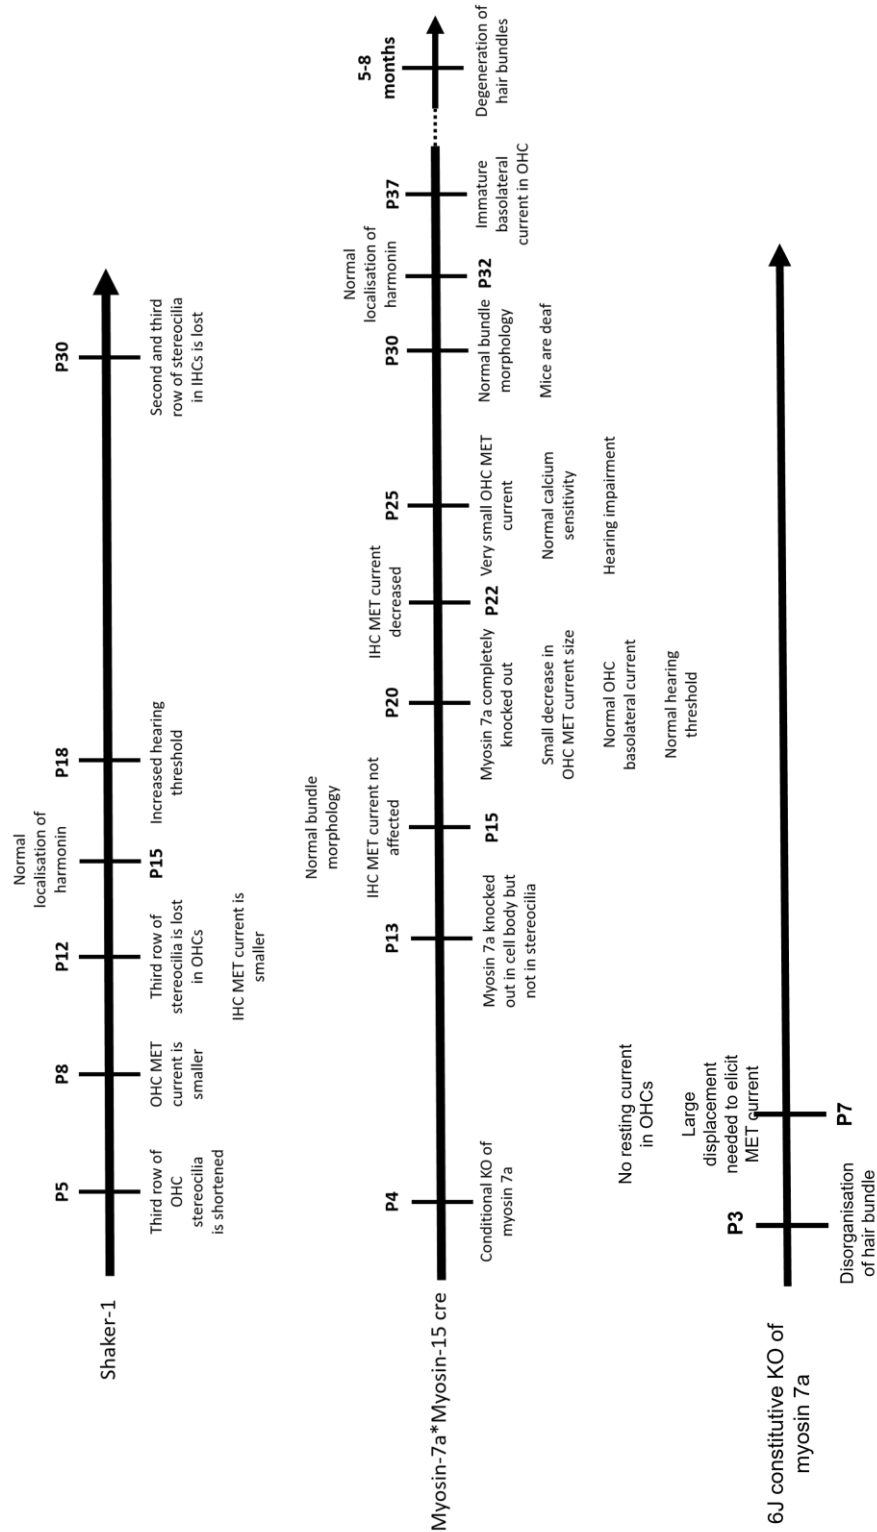 Shaker-1
P5
Third row of
OHC
stereocilia
is shortened
P8
OHC MET
current is
smaller
P12
Third row of
stereocilia is lost
in OHCs
IHC MET current is
smaller
Normal
localisation of
harmonin
P15
P18
Increased hearing
threshold
P30
Second and third
row of stereocilia
in IHCs is lost
Myosin-7a*Myosin-15 cre
P4
Conditional KO of
myosin 7a
P13
Myosin 7a knocked
out in cell body but
not in stereocilia
Normal bundle
morphology
IHC MET current not
affected
P15
P20
Myosin 7a completely
knocked out
Small decrease in
OHC MET current size
Normal OHC
basolateral current
Normal hearing
threshold
IHC MET current
decreased
P22
P25
Very small OHC MET
current
Normal calcium
sensitivity
Hearing impairment
P30
Normal bundle
morphology
Mice are deaf
Normal
localisation of
harmonin
P32
P37
Immature
basolateral
current in OHC
5-8
months
Degeneration of
hair bundles
6J constitutive KO of
myosin 7a
P3
Disorganisation
of hair bundle
No resting current
in OHCs
Large
displacement
needed to elicit
MET current
P7